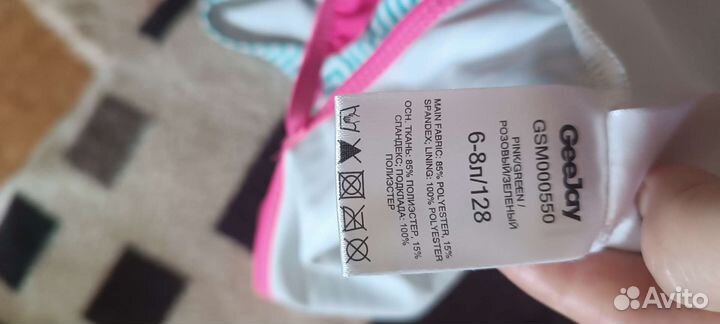 GeeJay
GSM000550
PINK/GREEN /
РОЗОВЫЙ/ЗЕЛЕНЫЙ
6-8л/128
MAIN FABRIC: 85% POLYESTER, 15%
SPANDEX; LINING: 100% POLYESTER
ОСН. ТКАНЬ: 85% ПОЛИЭСТЕР, 15%
СПАНДЕКС; ПОДКЛАДА: 100%
ПОЛИЭСТЕР
Avito